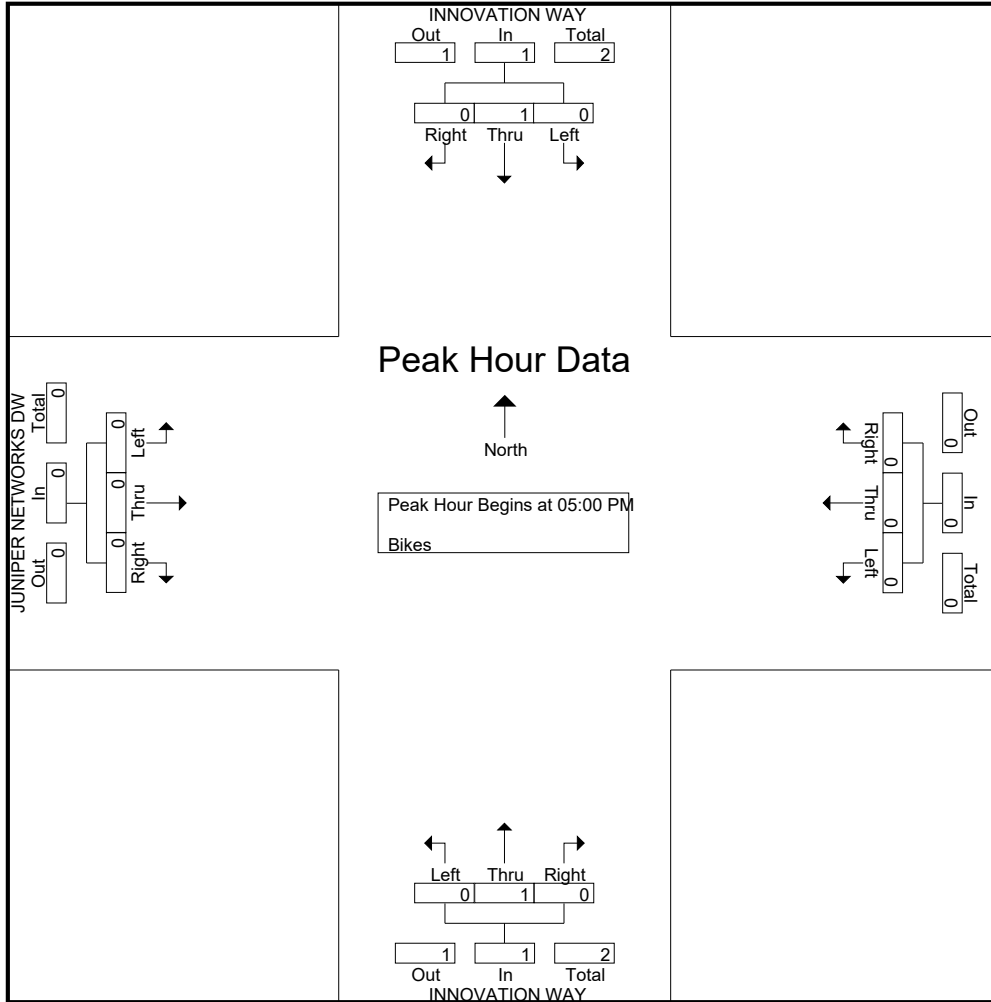 INNOVATION WAY
Out In Total
1 1 2
0 1 0
Right Thru Left
Peak Hour Data
North
Peak Hour Begins at 05:00 PM
Bikes
JUNIPER NETWORKS DW
Out In Total
0 0 0
0 0 0
Right Thru Left
Out In Total
0 0 0
0 0 0
Right Thru Left
Left Thru Right
0 1 0
1 1 2
Out In Total
INNOVATION WAY